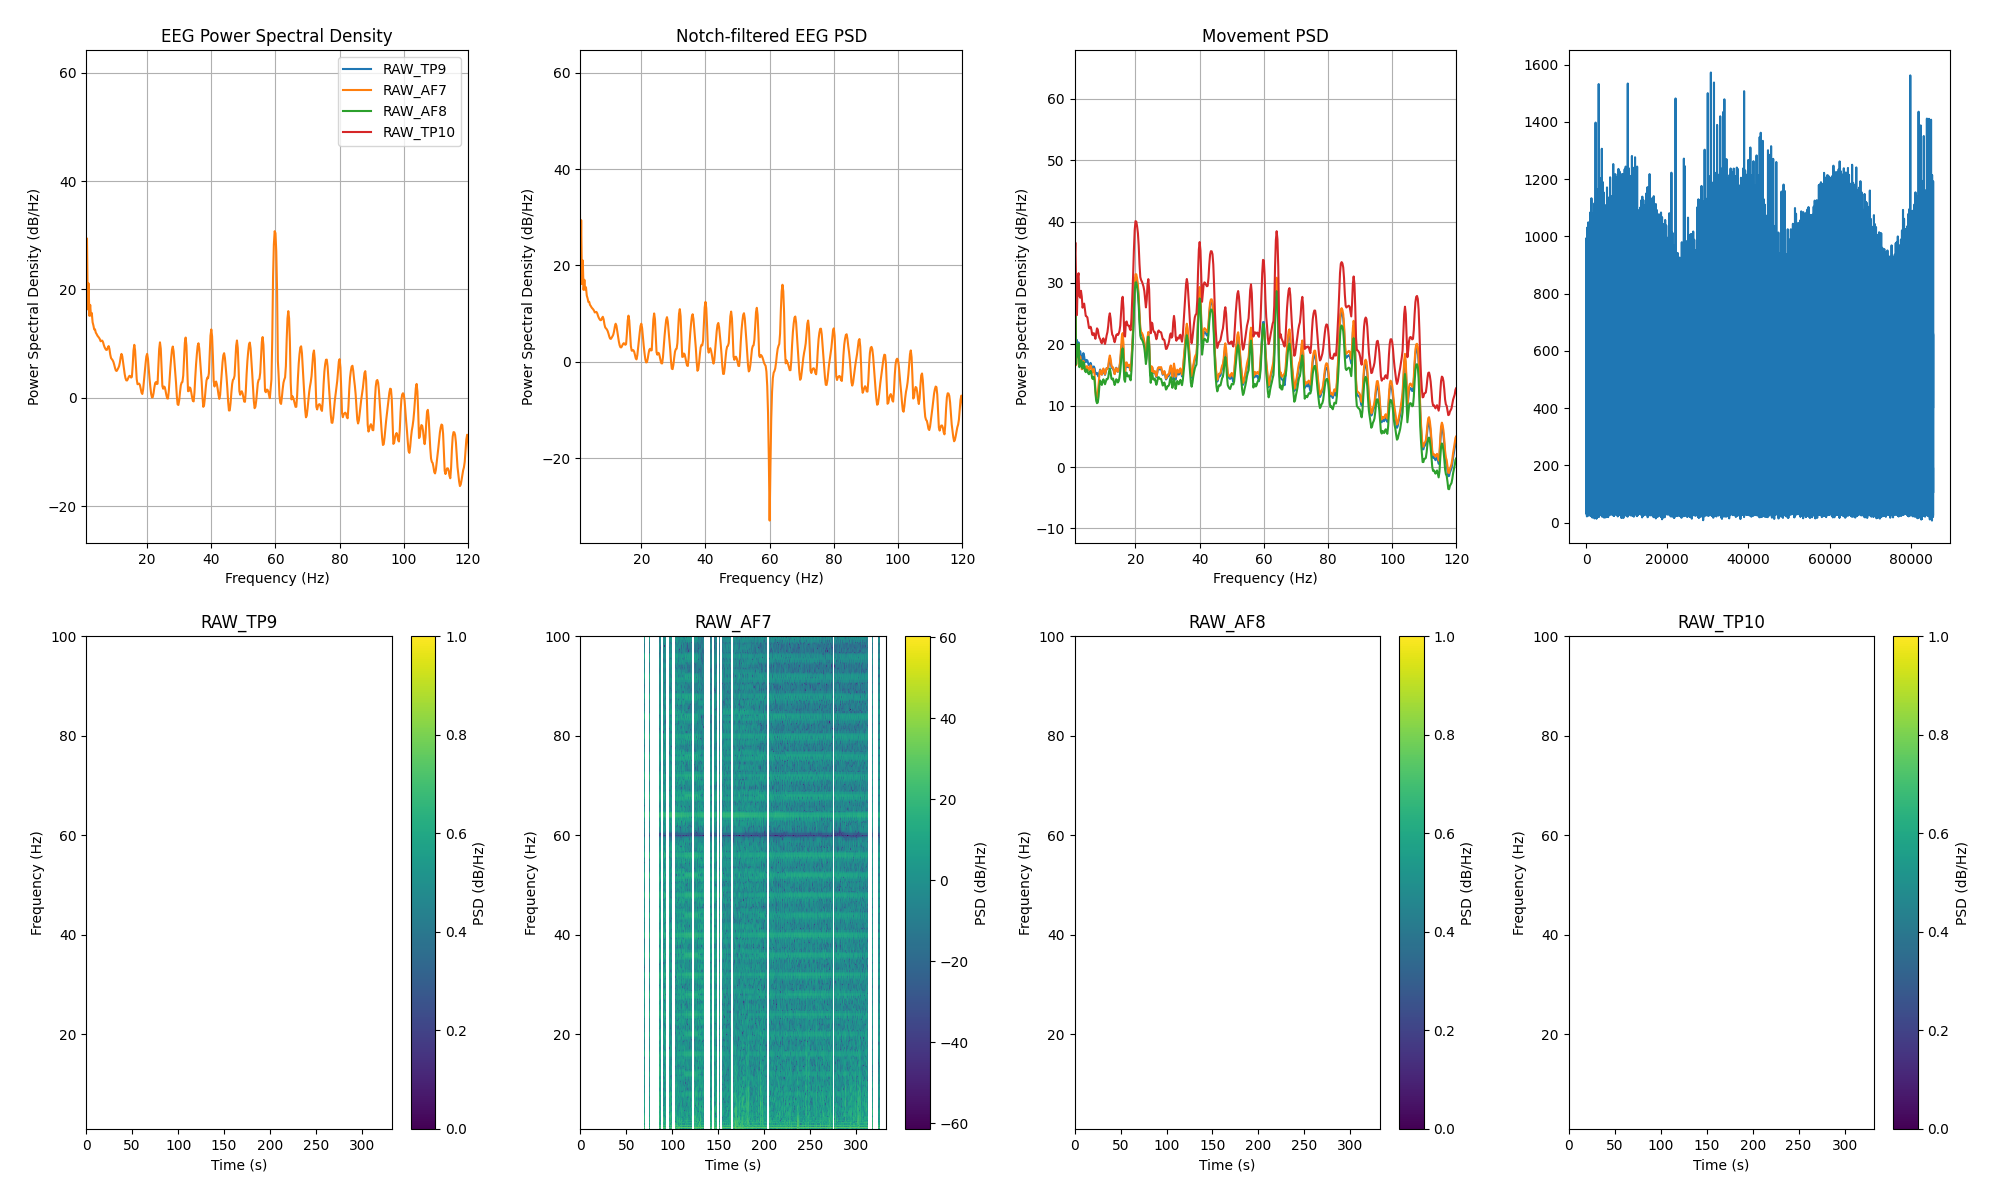 EEG Power Spectral Density
Power Spectral Density (dB/Hz)
60
40
20
0
−20
RAW_TP9
RAW_AF7
RAW_AF8
RAW_TP10
20 40 60 80 100 120
Frequency (Hz)
Notch-filtered EEG PSD
Power Spectral Density (dB/Hz)
60
40
20
0
−20
20 40 60 80 100 120
Frequency (Hz)
Movement PSD
Power Spectral Density (dB/Hz)
60
50
40
30
20
10
0
−10
20 40 60 80 100 120
Frequency (Hz)
1600
1400
1200
1000
800
600
400
200
0
0 20000 40000 60000 80000
RAW_TP9
Frequency (Hz)
100
80
60
40
20
0 50 100 150 200 250 300
Time (s)
1.0
0.8
0.6
0.4
0.2
0.0
PSD (dB/Hz)
RAW_AF7
Frequency (Hz)
100
80
60
40
20
0 50 100 150 200 250 300
Time (s)
60
40
20
0
−20
−40
−60
PSD (dB/Hz)
RAW_AF8
Frequency (Hz)
100
80
60
40
20
0 50 100 150 200 250 300
Time (s)
1.0
0.8
0.6
0.4
0.2
0.0
PSD (dB/Hz)
RAW_TP10
Frequency (Hz)
100
80
60
40
20
0 50 100 150 200 250 300
Time (s)
1.0
0.8
0.6
0.4
0.2
0.0
PSD (dB/Hz)